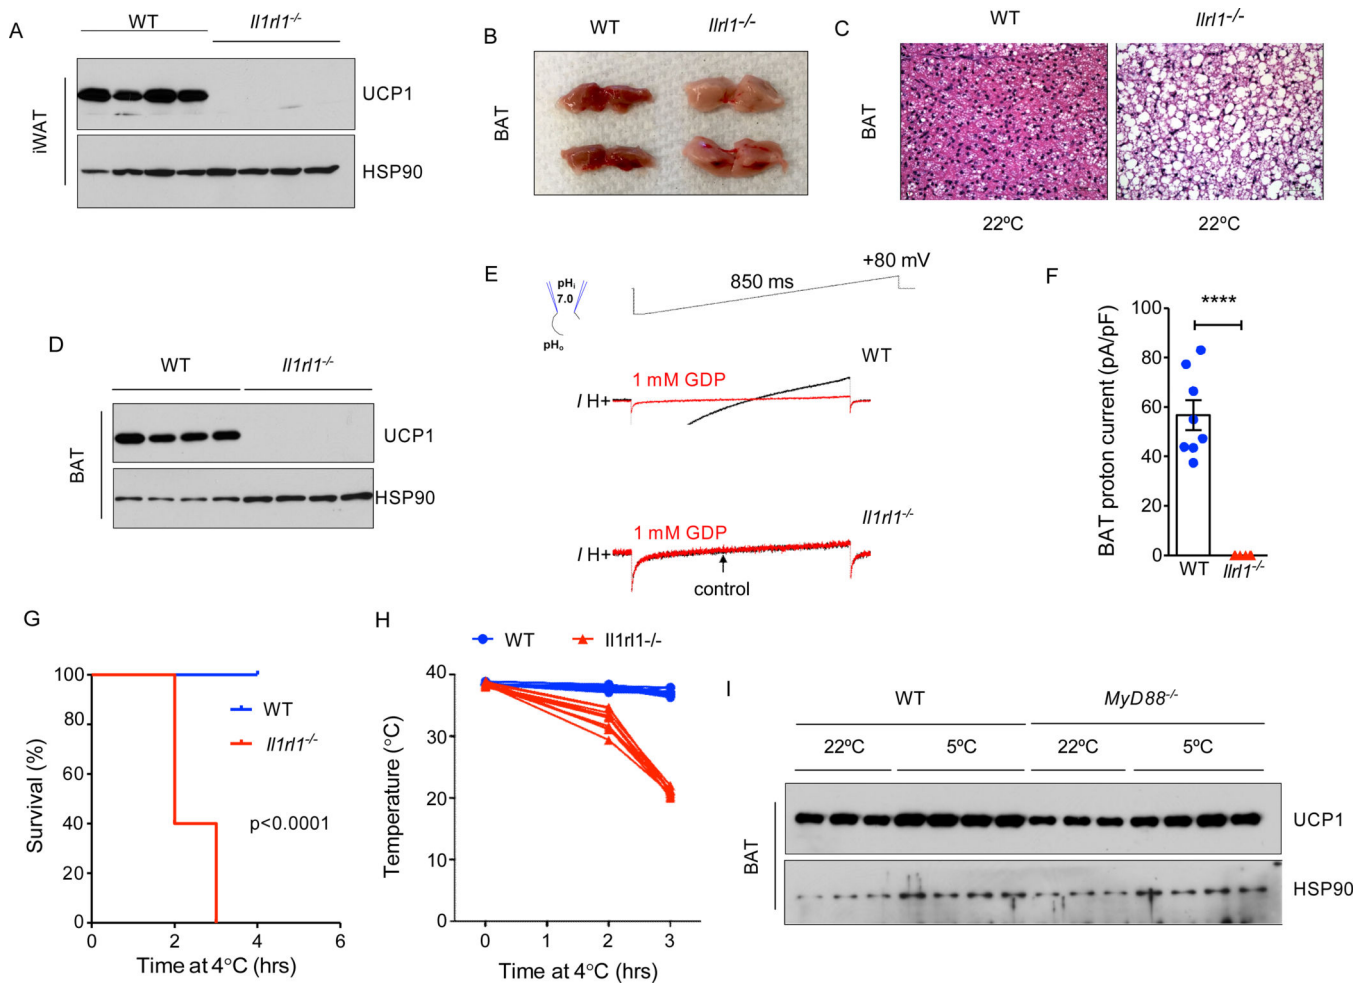 A
WT
Il1rl1-/-
iWAT
UCP1
HSP90
B
WT
Ilrl1-/-
BAT
C
WT
Ilrl1-/-
BAT
22ºC
22ºC
D
WT
Il1rl1-/-
BAT
UCP1
HSP90
E
pHi
7.0
pHo
850 ms
+80 mV
WT
1 mM GDP
I H+
Il1rl1-/-
1 mM GDP
I H+
control
F
****
BAT proton current (pA/pF)
100
80
60
40
20
0
WT
Ilrl1-/-
G
Survival (%)
100
80
60
40
20
0
WT
Il1rl1-/-
p<0.0001
0 2 4 6
Time at 4°C (hrs)
H
WT
Il1rl1-/-
Temperature (°C)
40
30
20
10
0
0 1 2 3
Time at 4°C (hrs)
I
WT
MyD88-/-
22ºC
5ºC
22ºC
5ºC
BAT
UCP1
HSP90